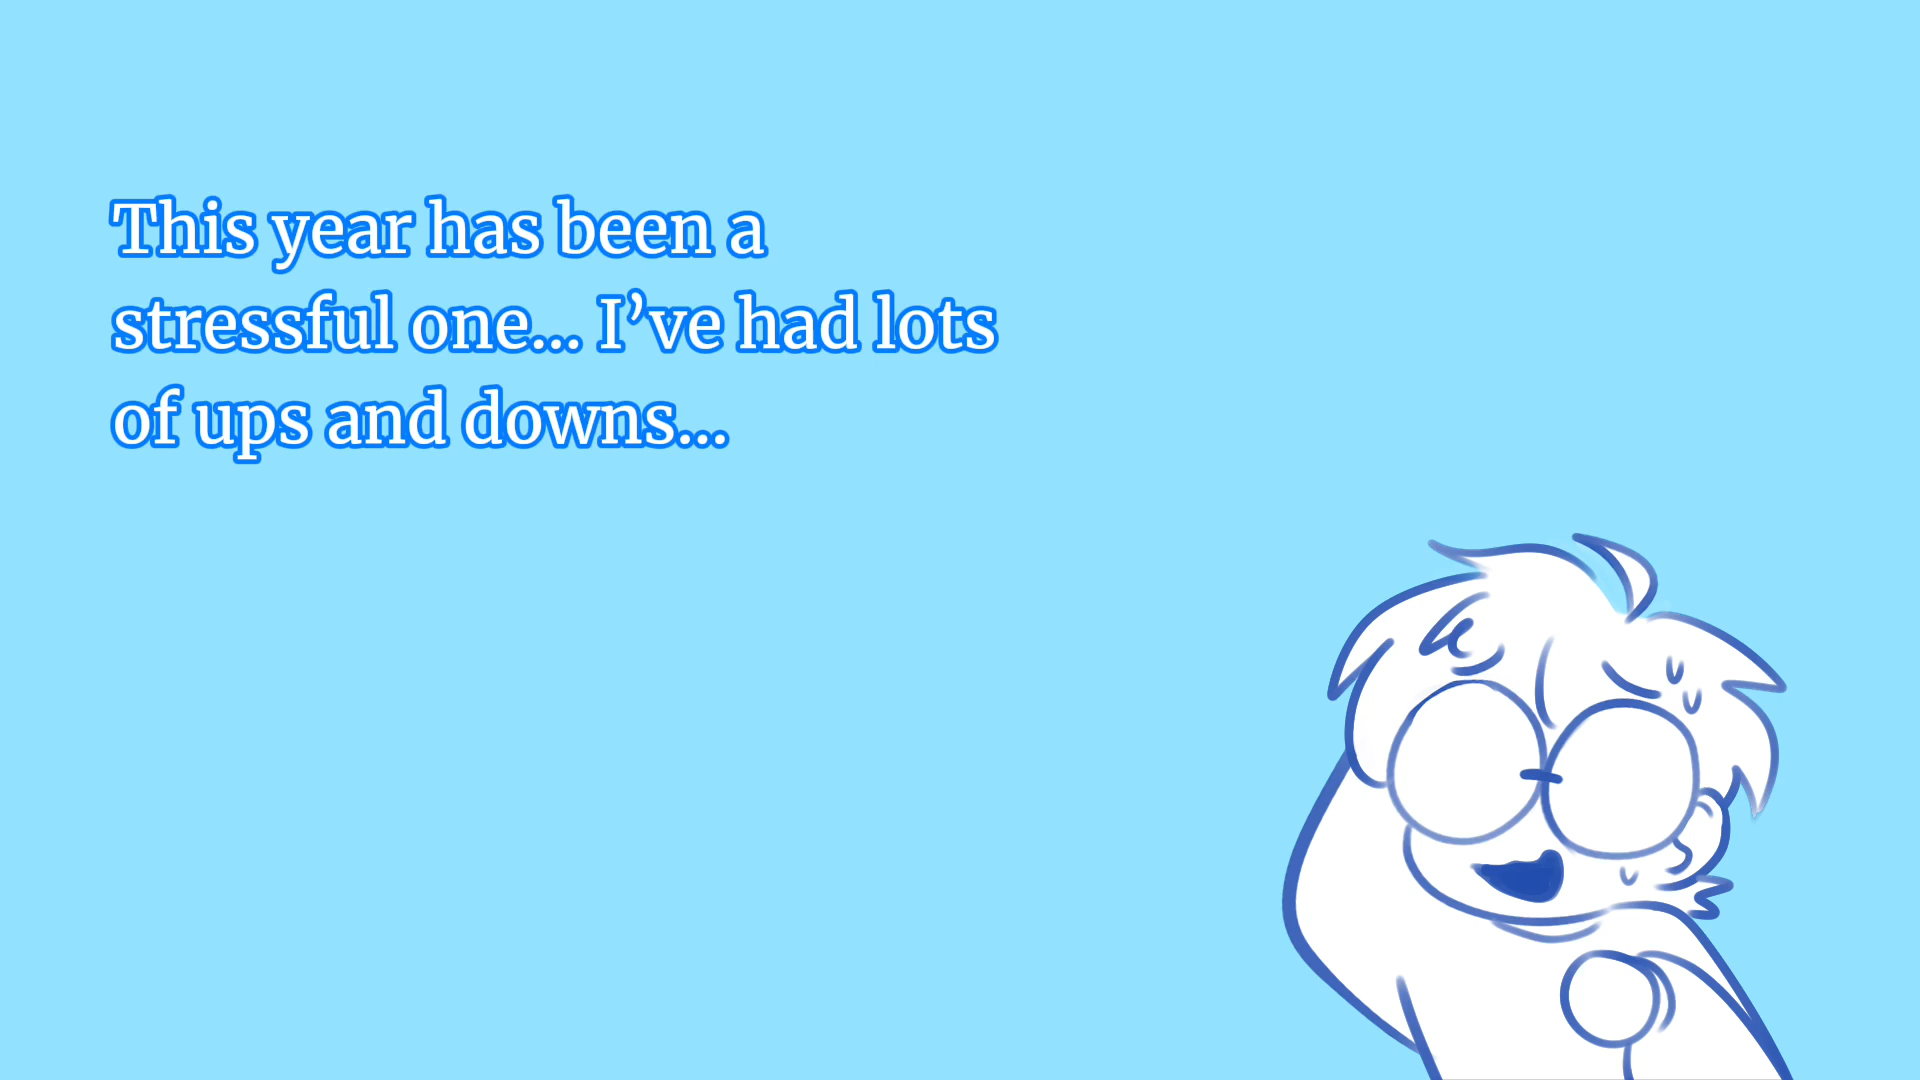 This year has been a
stressful one... I’ve had lots
of ups and downs...